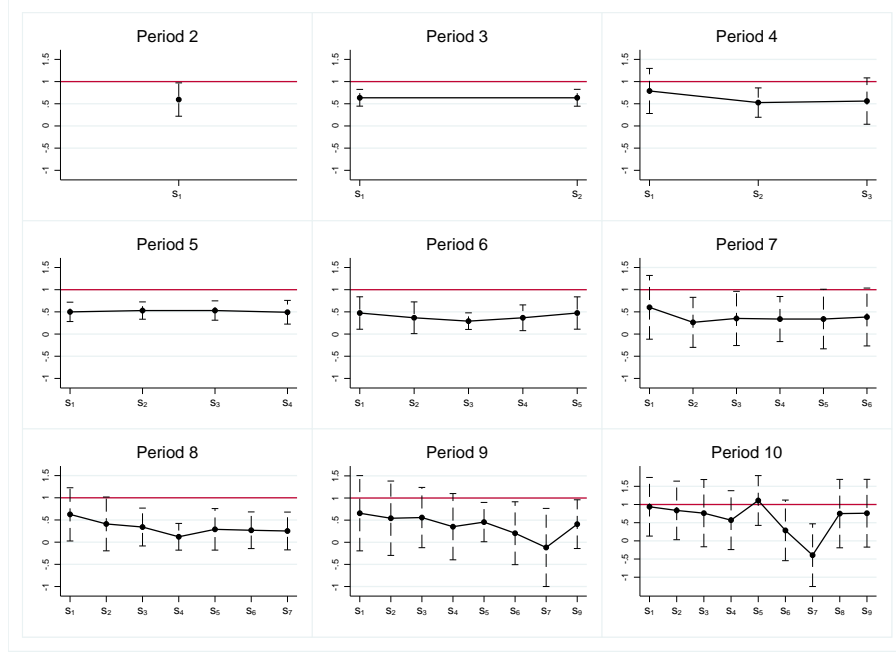 Period 2
-1 -.5 0 .5 1 1.5
S₁
Period 3
-1 -.5 0 .5 1 1.5
S₁ S₂
Period 4
-1 -.5 0 .5 1 1.5
S₁ S₂ S₃
Period 5
-1 -.5 0 .5 1 1.5
S₁ S₂ S₃ S₄
Period 6
-1 -.5 0 .5 1 1.5
S₁ S₂ S₃ S₄ S₅
Period 7
-1 -.5 0 .5 1 1.5
S₁ S₂ S₃ S₄ S₅ S₆
Period 8
-1 -.5 0 .5 1 1.5
S₁ S₂ S₃ S₄ S₅ S₆ S₇
Period 9
-1 -.5 0 .5 1 1.5
S₁ S₂ S₃ S₄ S₅ S₆ S₇ S₉
Period 10
-1 -.5 0 .5 1 1.5
S₁ S₂ S₃ S₄ S₅ S₆ S₇ S₈ S₉